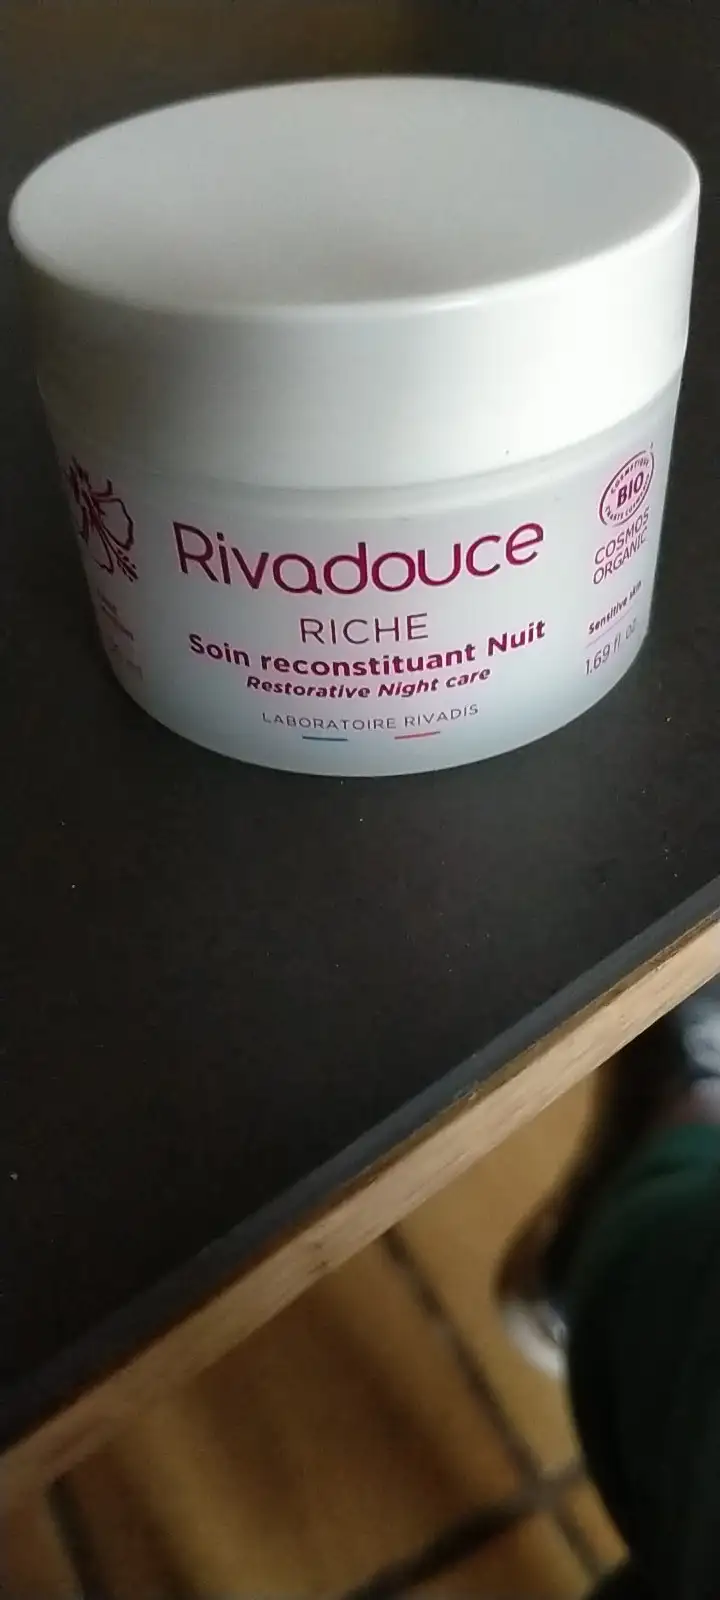 Rivadouce
RICHE
Soin reconstituant Nuit
Restorative Night care
LABORATOIRE RIVADIS
COSMETIQUE
BIO
COSMOS
ORGANIC
Sensitive skin
1.69 fl. oz.